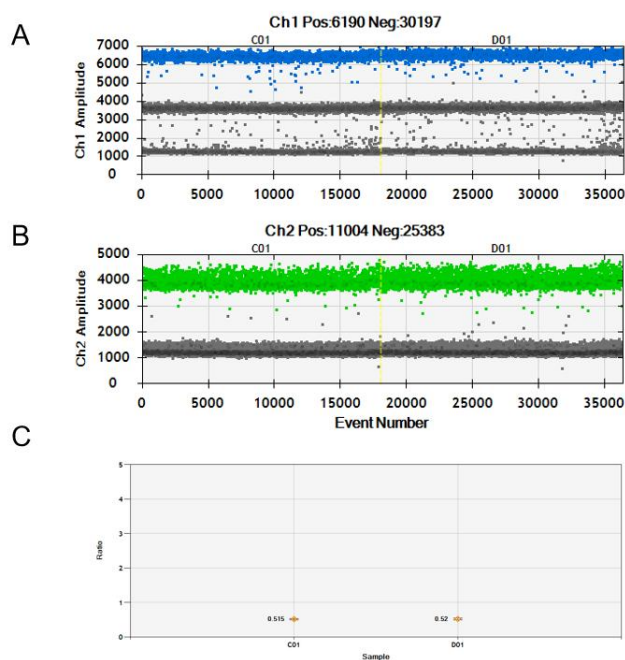 A
Ch1 Pos:6190 Neg:30197
C01 D01
7000
6000
5000
4000
3000
2000
1000
0
Ch1 Amplitude
0 5000 10000 15000 20000 25000 30000 35000
B
Ch2 Pos:11004 Neg:25383
C01 D01
5000
4000
3000
2000
1000
0
Ch2 Amplitude
0 5000 10000 15000 20000 25000 30000 35000
Event Number
C
5
4
3
2
1
0
Ratio
0.515 0.52
C01 D01
Sample